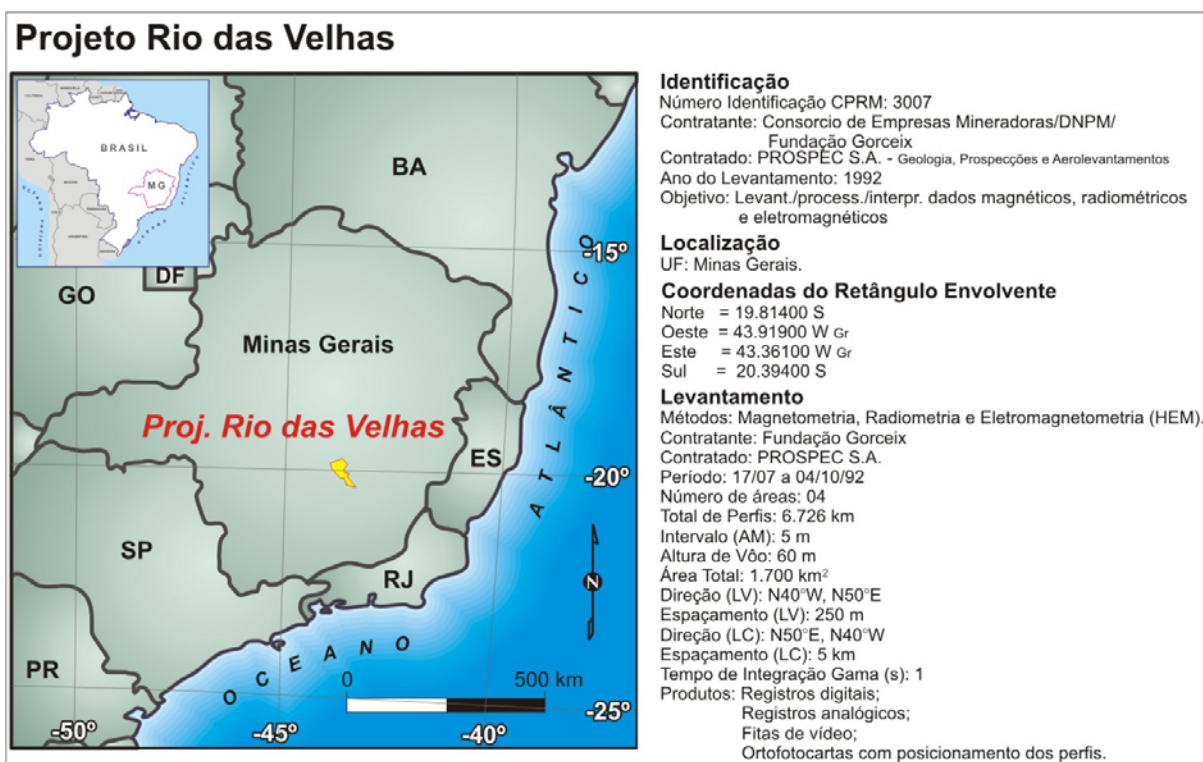 Projeto Rio das Velhas
BRASIL
MG
BA
DF
GO
Minas Gerais
Proj. Rio das Velhas
ES
SP
RJ
PR
OCEANO
ATLÂNTICO
-15º
-20º
-25º
-50º
-45º
-40º
N
0 500 km
Identificação
Número Identificação CPRM: 3007
Contratante: Consorcio de Empresas Mineradoras/DNPM/
Fundação Gorceix
Contratado: PROSPEC S.A. - Geologia, Prospecções e Aerolevantamentos
Ano do Levantamento: 1992
Objetivo: Levant./process./interpr. dados magnéticos, radiométricos
e eletromagnéticos
Localização
UF: Minas Gerais.
Coordenadas do Retângulo Envolvente
Norte = 19.81400 S
Oeste = 43.91900 W Gr
Este = 43.36100 W Gr
Sul = 20.39400 S
Levantamento
Métodos: Magnetometria, Radiometria e Eletromagnetometria (HEM).
Contratante: Fundação Gorceix
Contratado: PROSPEC S.A.
Período: 17/07 a 04/10/92
Número de áreas: 04
Total de Perfis: 6.726 km
Intervalo (AM): 5 m
Altura de Vôo: 60 m
Área Total: 1.700 km²
Direção (LV): N40°W, N50°E
Espaçamento (LV): 250 m
Direção (LC): N50°E, N40°W
Espaçamento (LC): 5 km
Tempo de Integração Gama (s): 1
Produtos: Registros digitais;
Registros analógicos;
Fitas de vídeo;
Ortofotocartas com posicionamento dos perfis.